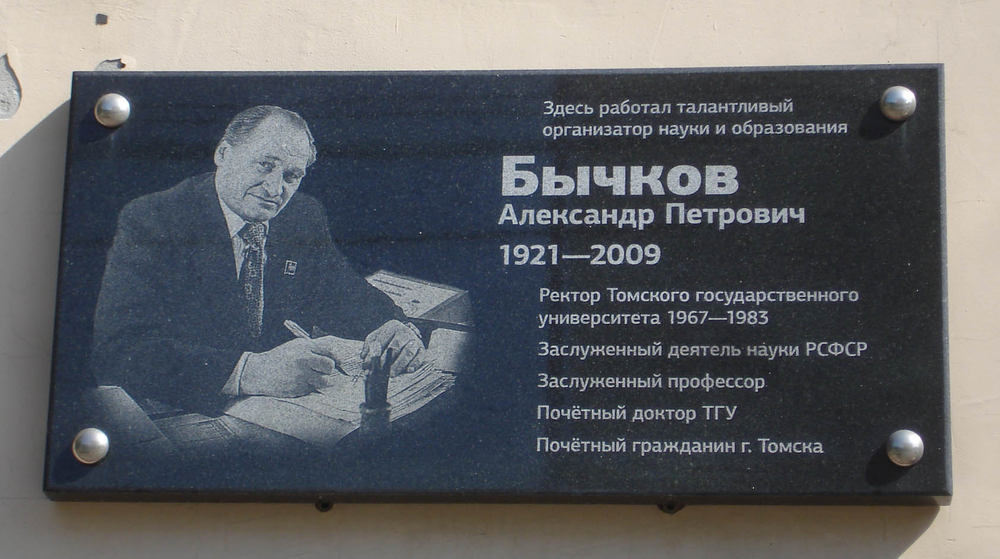 Здесь работал талантливый
организатор науки и образования
Бычков
Александр Петрович
1921—2009
Ректор Томского государственного
университета 1967—1983
Заслуженный деятель науки РСФСР
Заслуженный профессор
Почётный доктор ТГУ
Почётный гражданин г. Томска